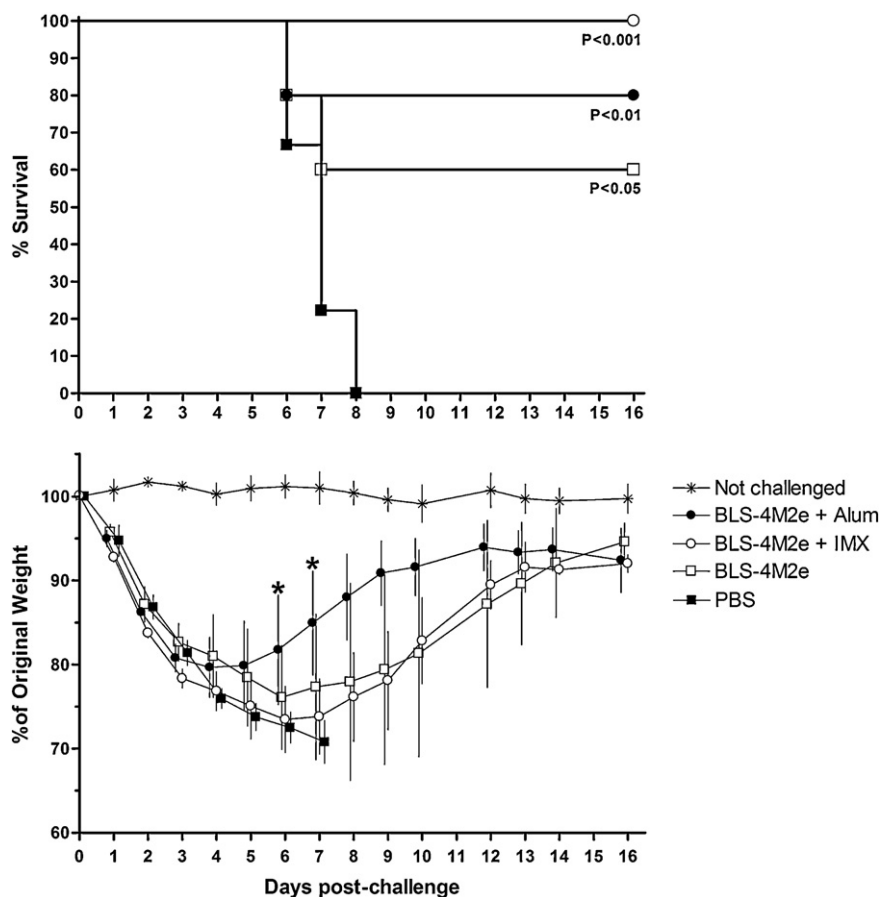 100
90
80
70
60
50
40
30
20
10
0
% Survival
P<0.001
P<0.01
P<0.05
0 1 2 3 4 5 6 7 8 9 10 11 12 13 14 15 16
100
90
80
70
60
%of Original Weight
* *
0 1 2 3 4 5 6 7 8 9 10 12 13 14 16
Days post-challenge
Not challenged
BLS-4M2e + Alum
BLS-4M2e + IMX
BLS-4M2e
PBS